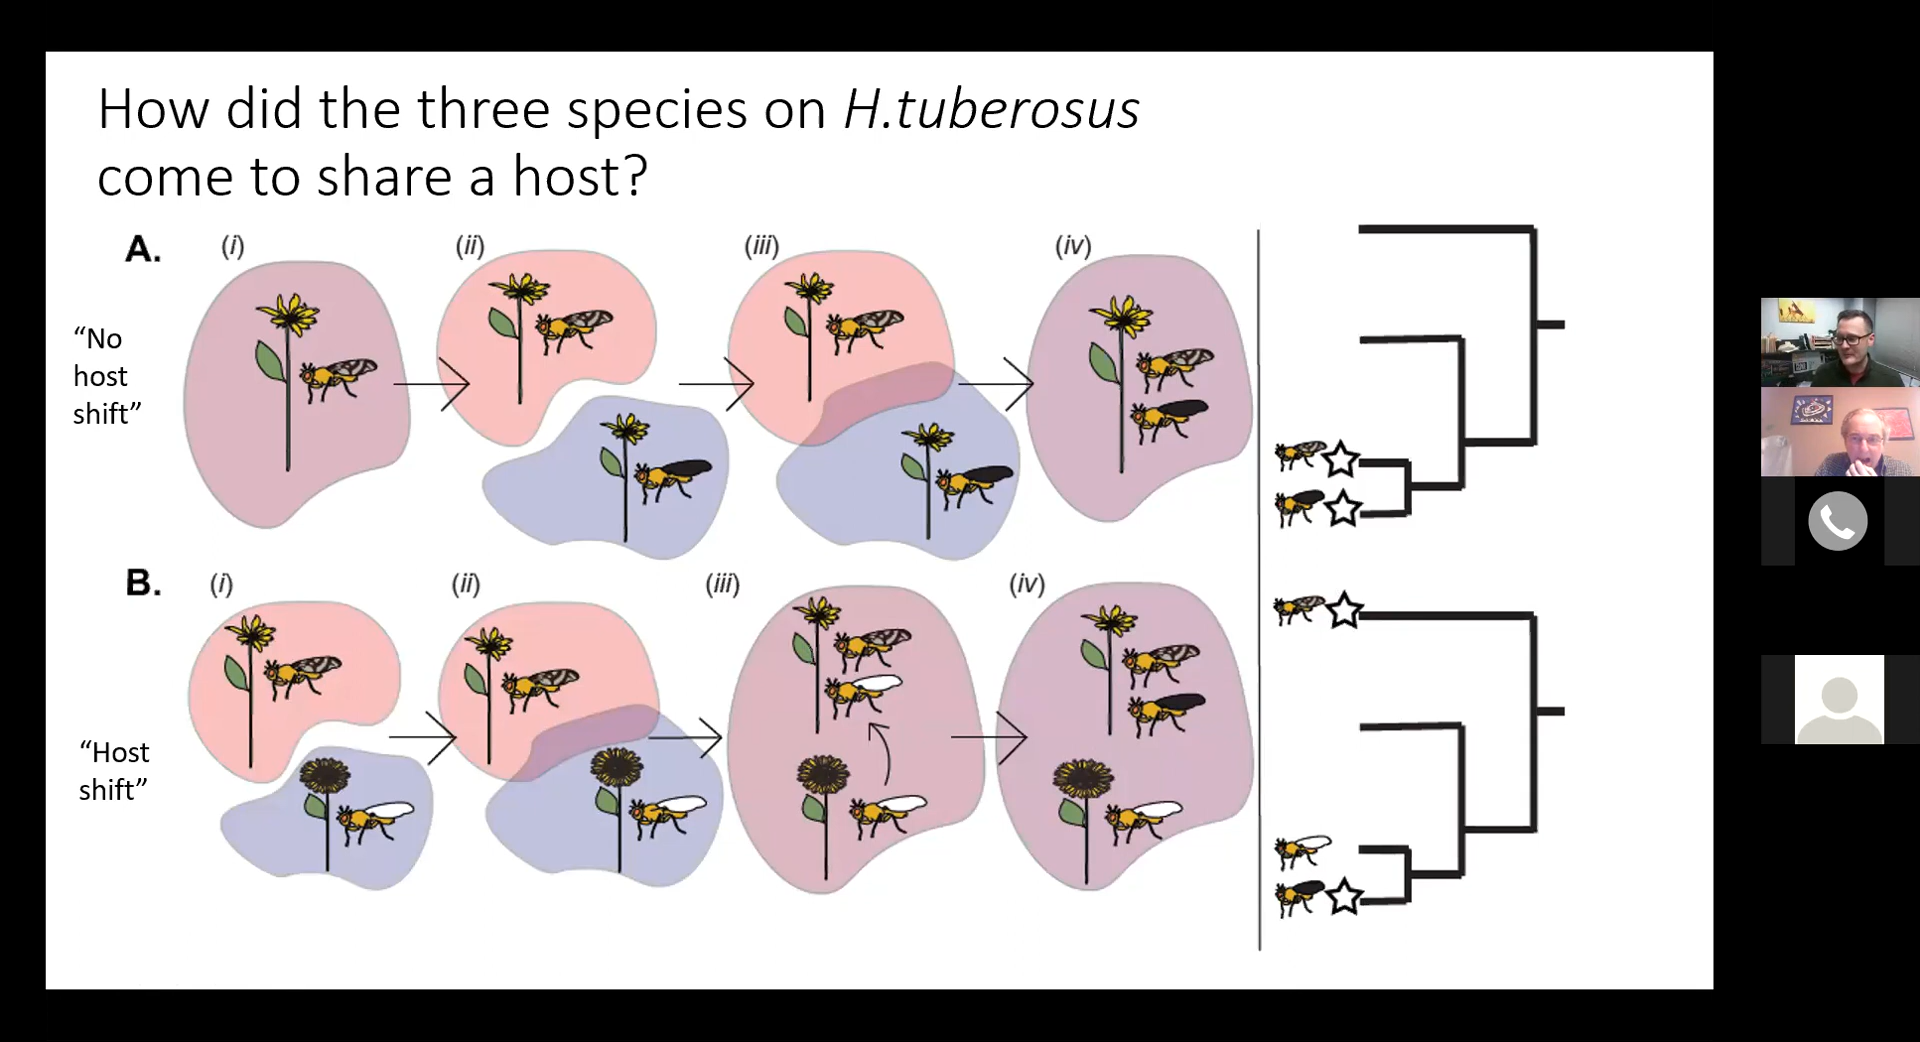 How did the three species on H.tuberosus
come to share a host?
A.
(i)
(ii)
(iii)
(iv)
“No
host
shift”
B.
(i)
(ii)
(iii)
(iv)
“Host
shift”